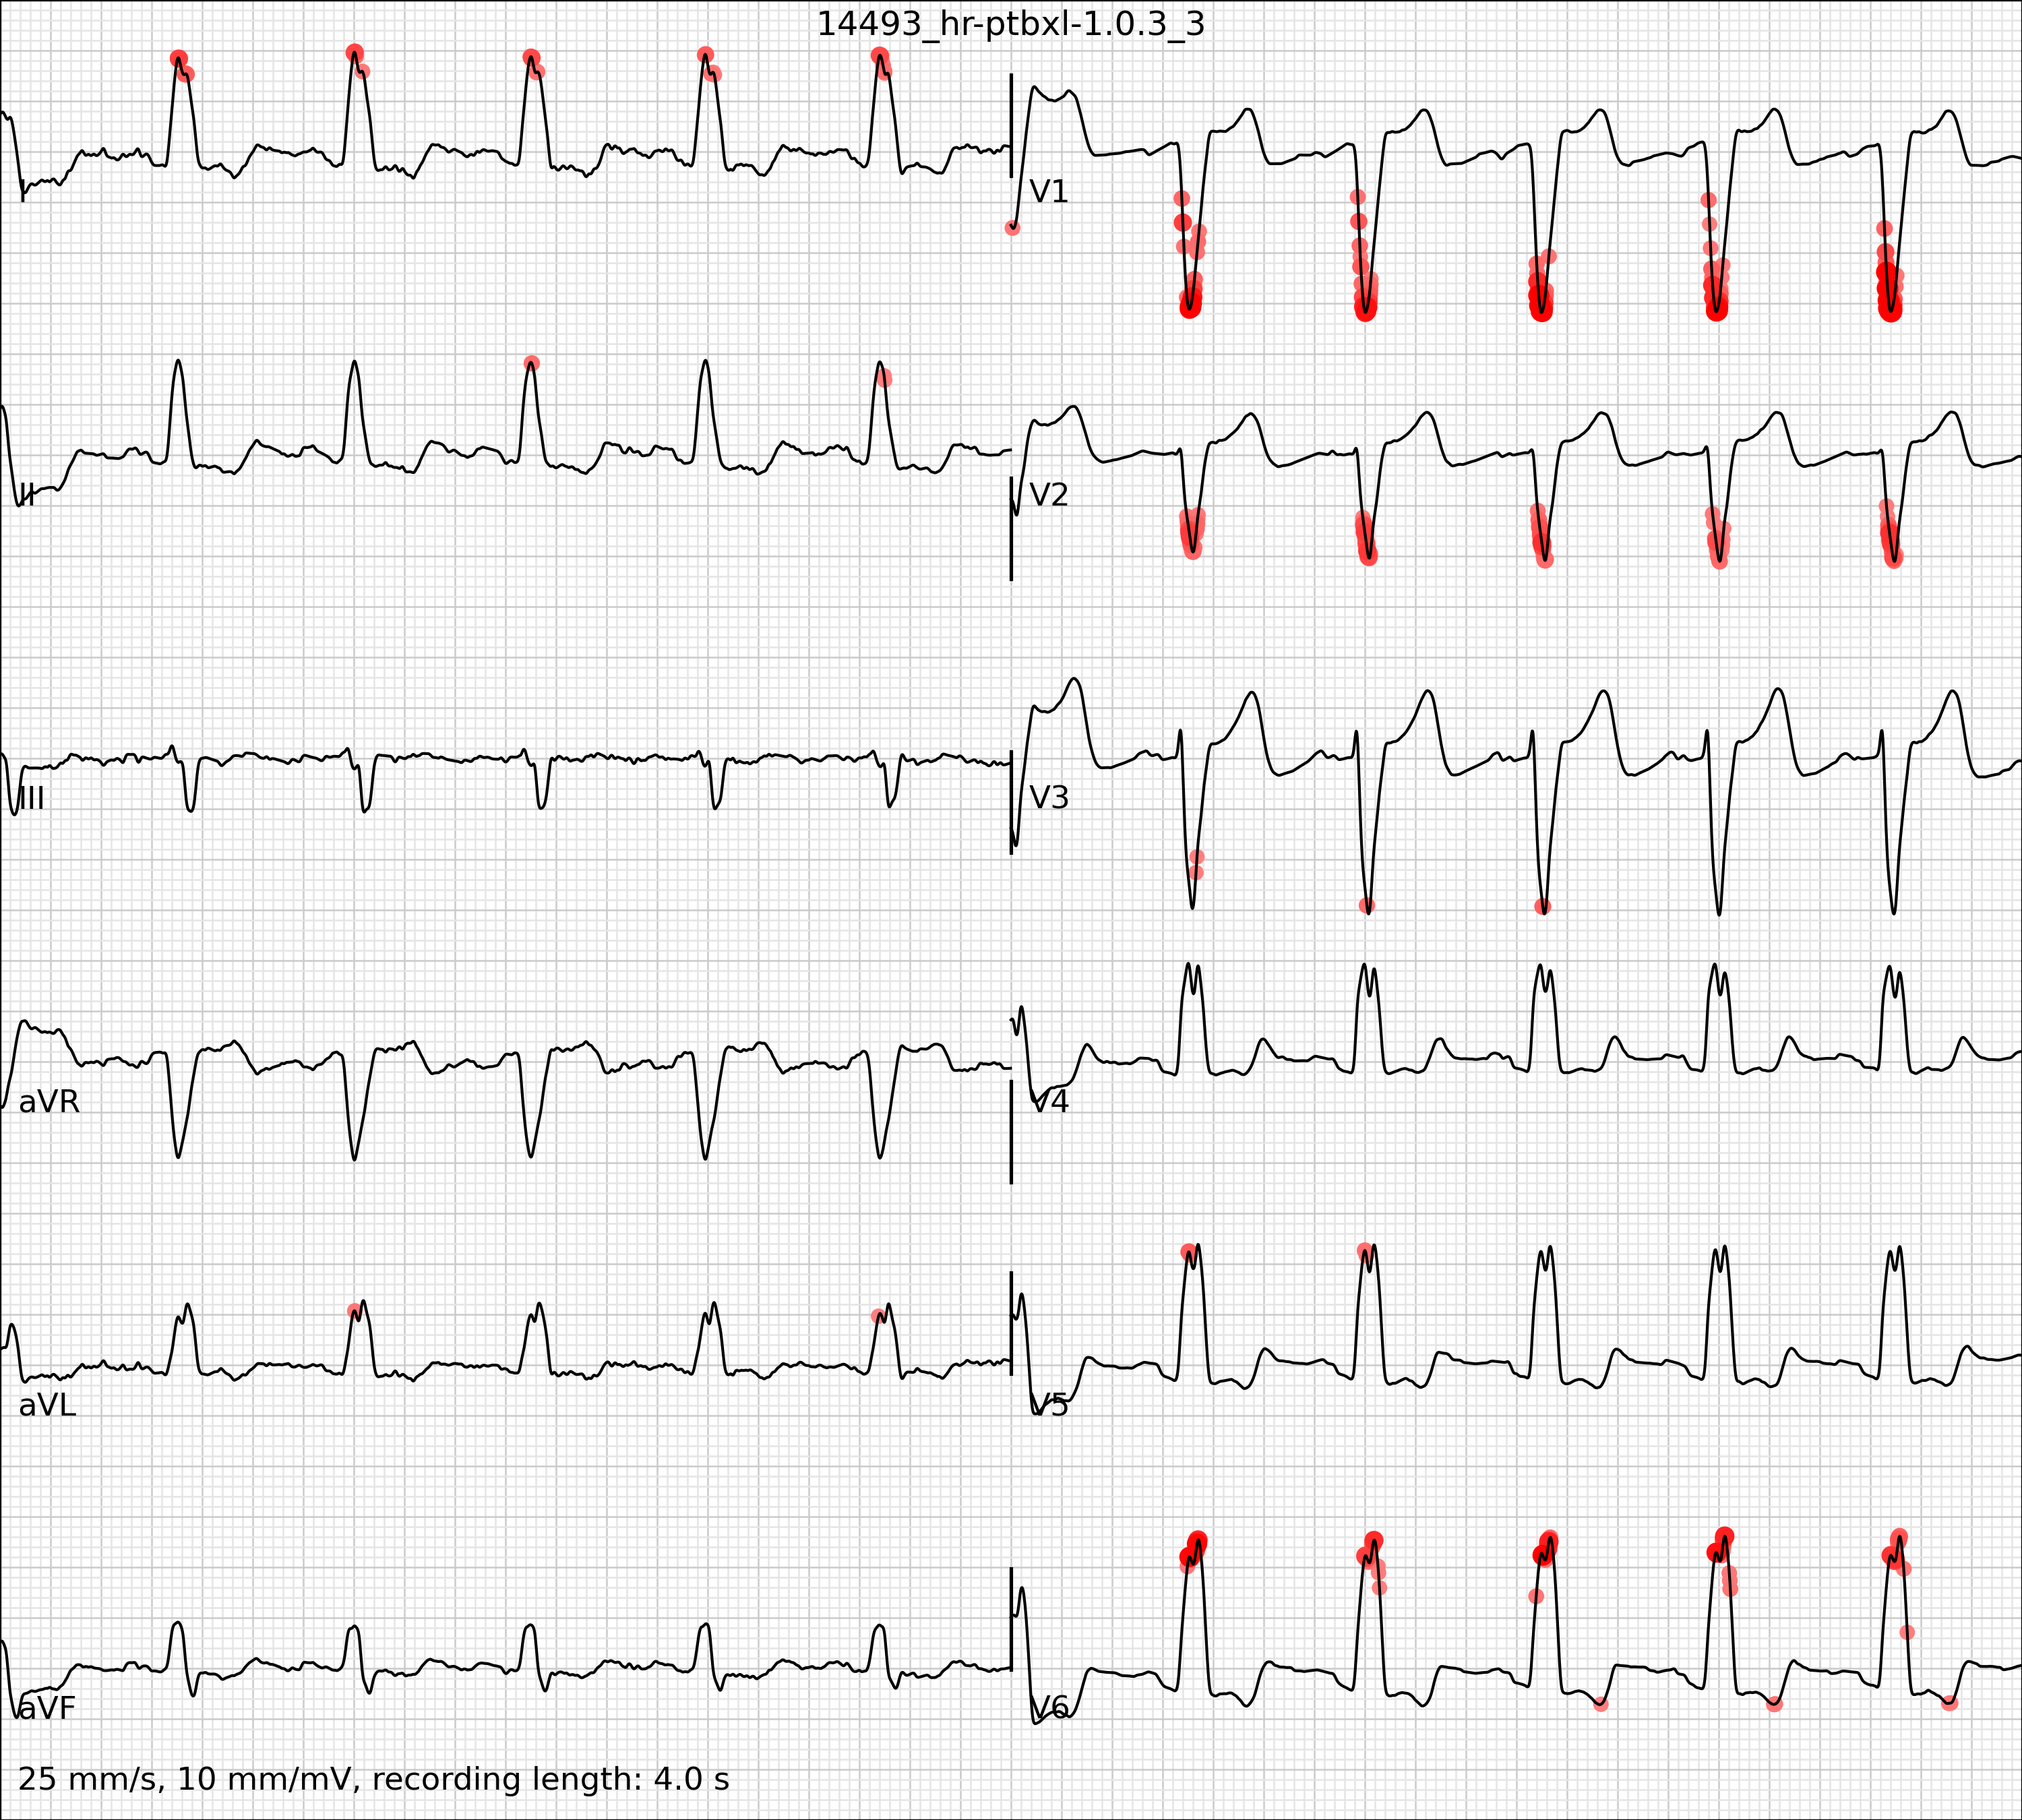 14493_hr-ptbxl-1.0.3_3
I
V1
II
V2
III
V3
aVR
V4
aVL
V5
aVF
V6
25 mm/s, 10 mm/mV, recording length: 4.0 s